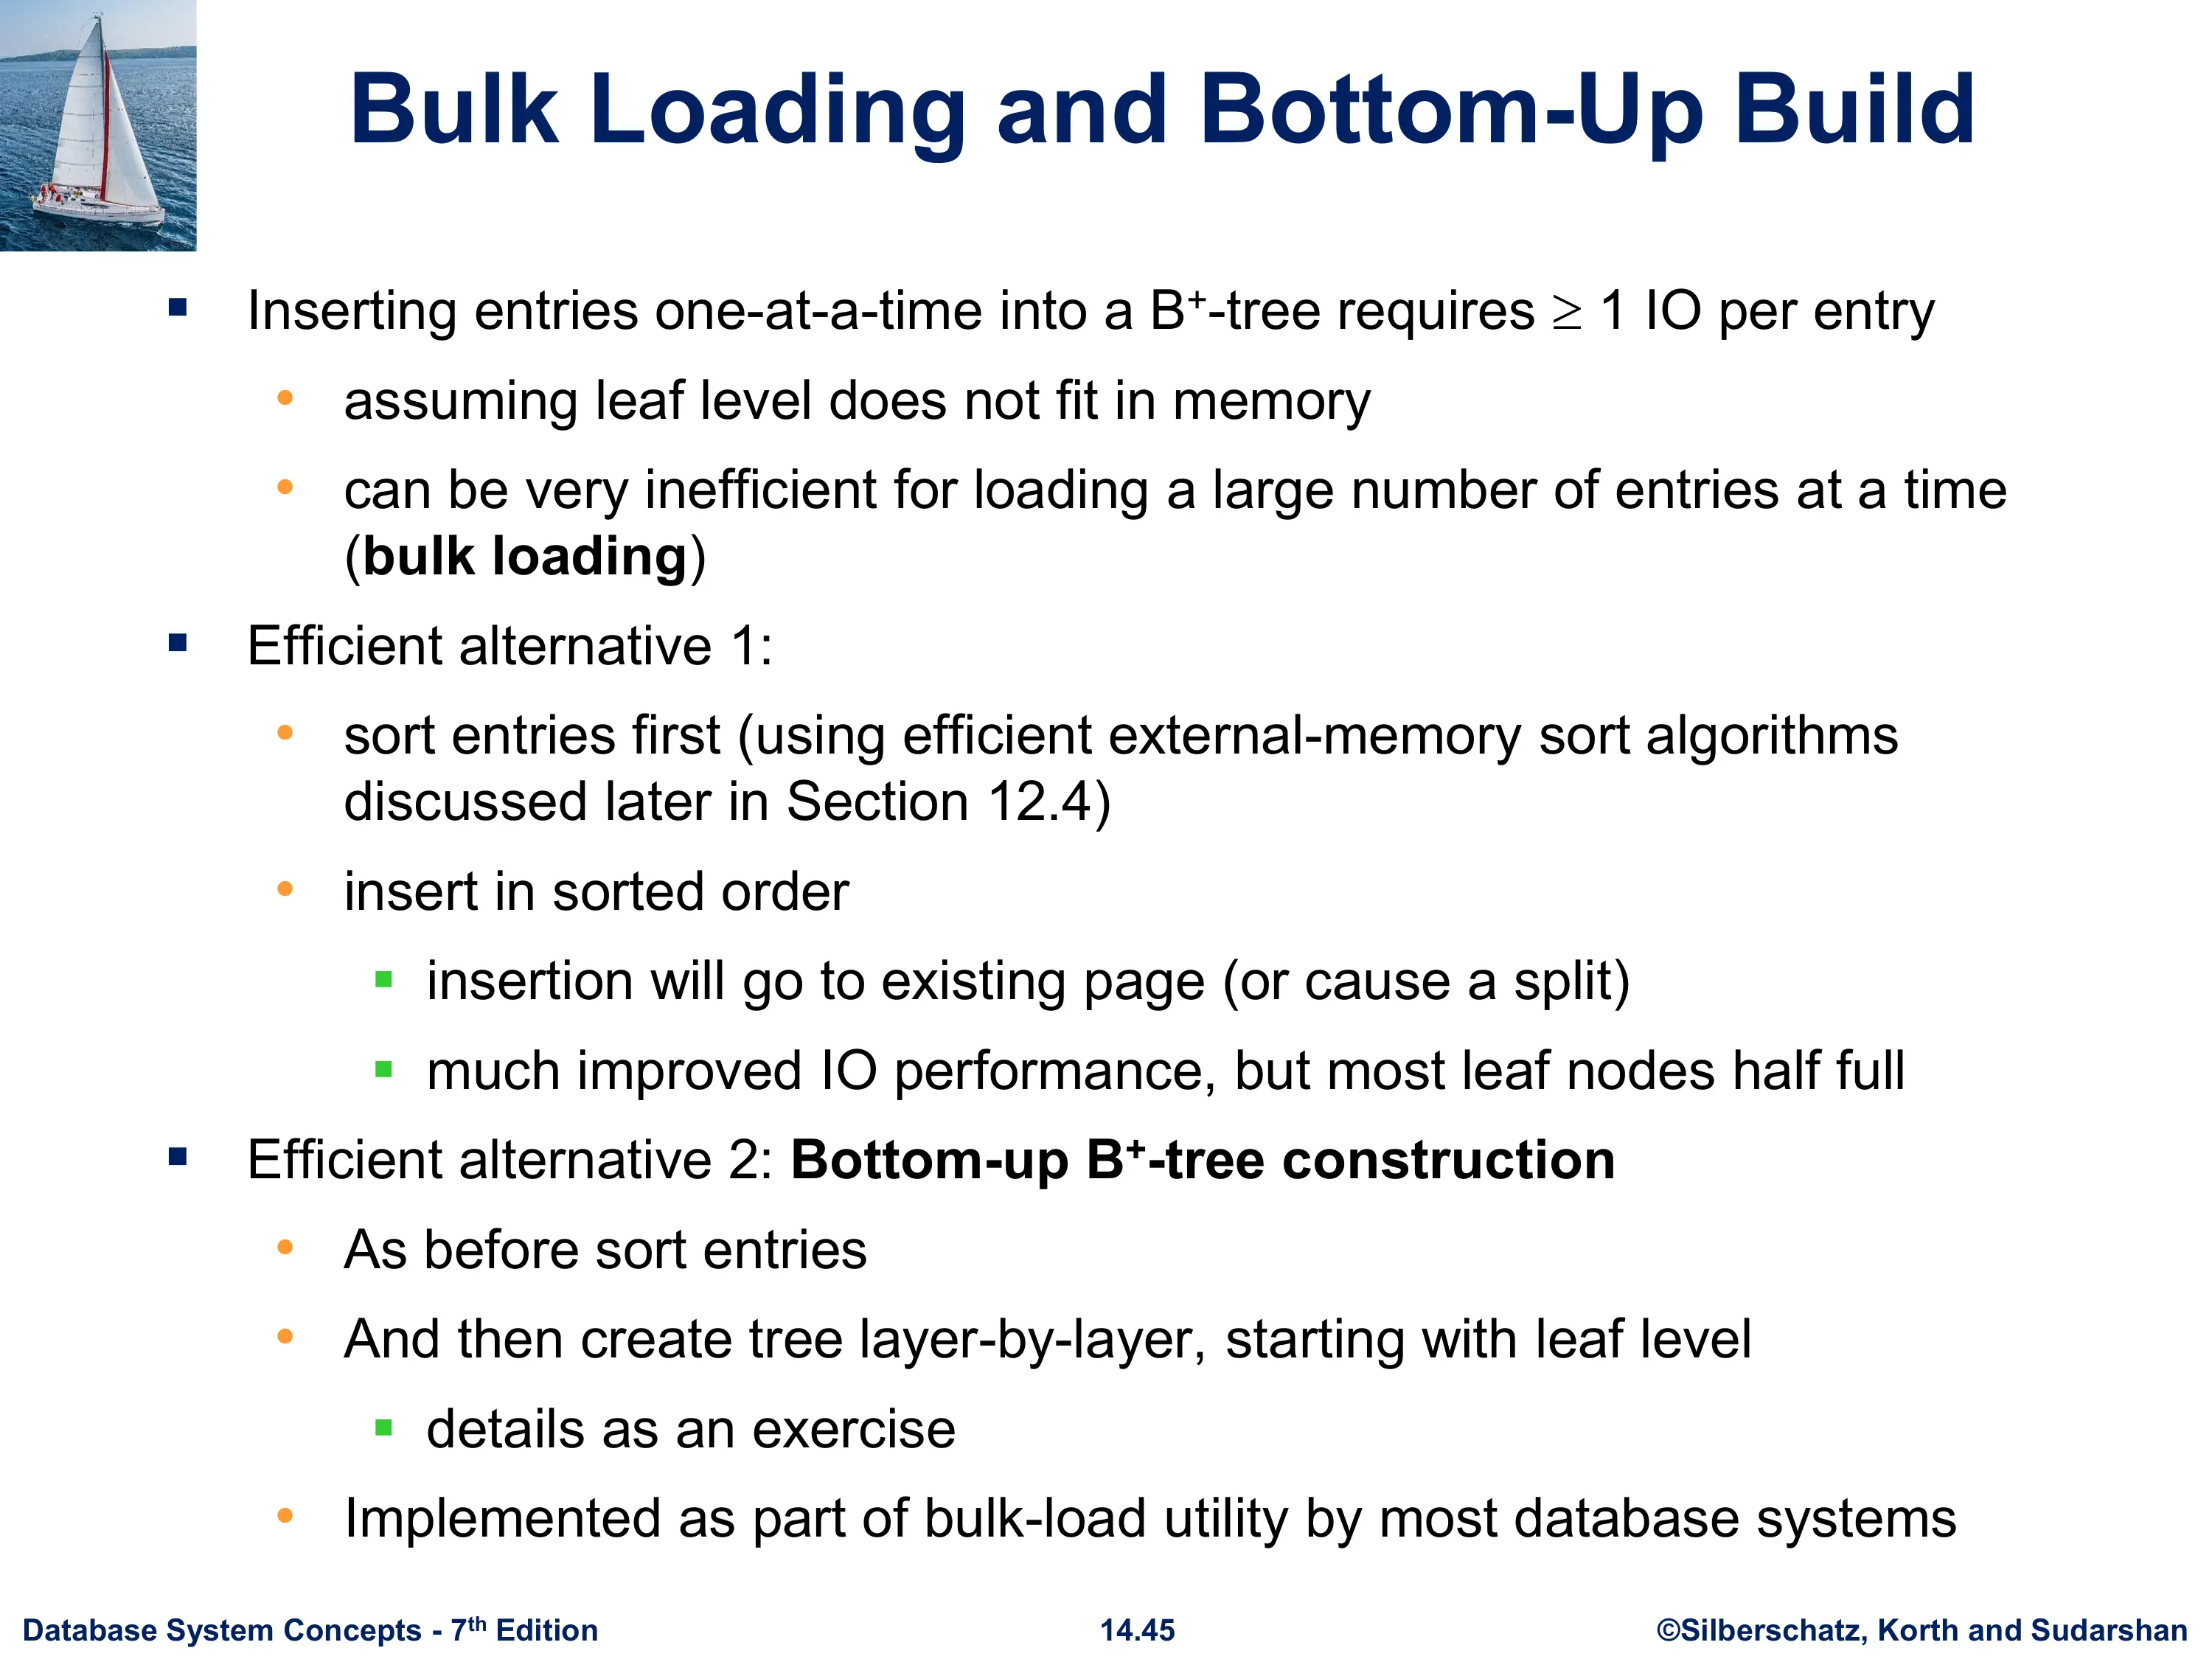 Bulk Loading and Bottom-Up Build
Inserting entries one-at-a-time into a B⁺-tree requires ≥ 1 IO per entry
assuming leaf level does not fit in memory
can be very inefficient for loading a large number of entries at a time
(bulk loading)
Efficient alternative 1:
sort entries first (using efficient external-memory sort algorithms
discussed later in Section 12.4)
insert in sorted order
insertion will go to existing page (or cause a split)
much improved IO performance, but most leaf nodes half full
Efficient alternative 2: Bottom-up B⁺-tree construction
As before sort entries
And then create tree layer-by-layer, starting with leaf level
details as an exercise
Implemented as part of bulk-load utility by most database systems
Database System Concepts - 7th Edition
14.45
©Silberschatz, Korth and Sudarshan